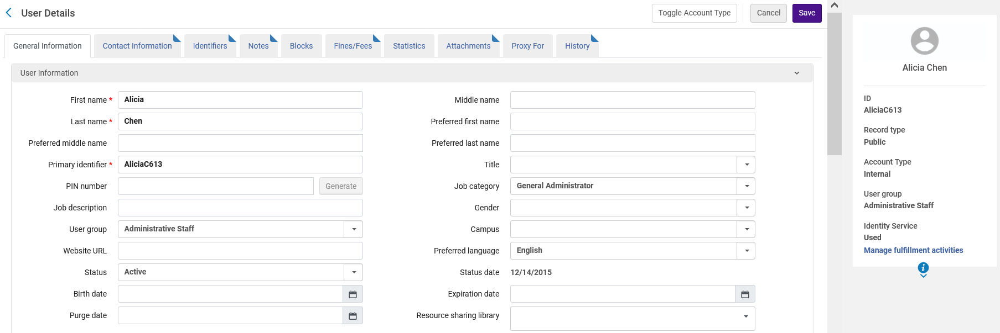 User Details
Toggle Account Type Cancel Save
General Information Contact Information Identifiers Notes Blocks Fines/Fees Statistics Attachments Proxy For History
User Information
First name * Alicia Middle name
Last name * Chen Preferred first name
Preferred middle name Preferred last name
Primary identifier * AliciaC613 Title
PIN number Generate Job category General Administrator
Job description Gender
User group Administrative Staff Campus
Website URL Preferred language English
Status Active Status date 12/14/2015
Birth date Expiration date
Purge date Resource sharing library
Alicia Chen
ID
AliciaC613
Record type
Public
Account Type
Internal
User group
Administrative Staff
Identity Service
Used
Manage fulfillment activities
i